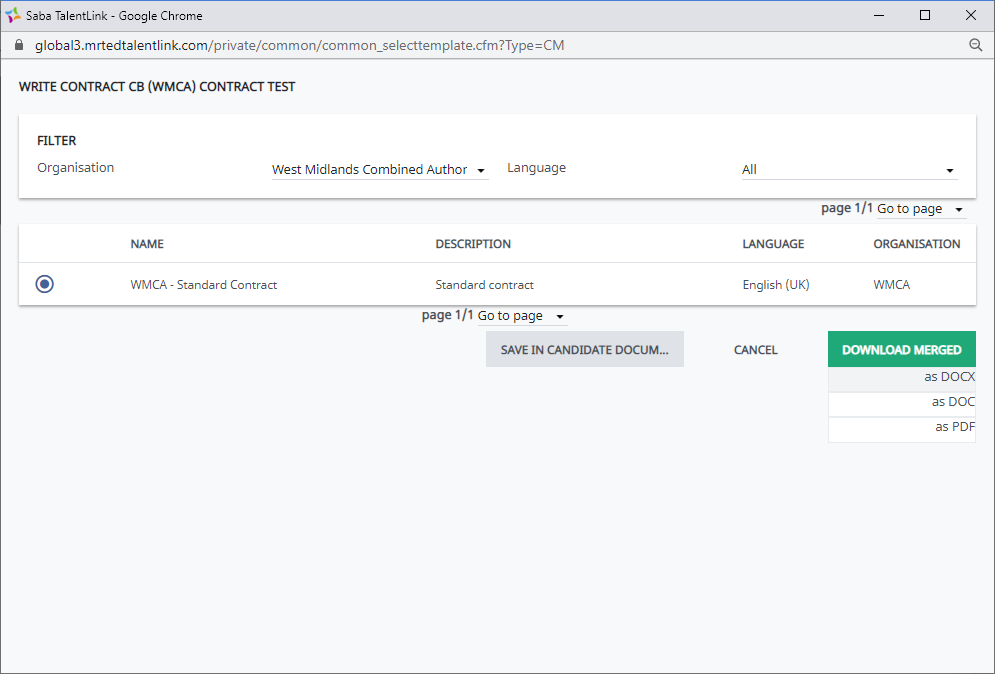 Saba TalentLink - Google Chrome
global3.mrtedtalentlink.com/private/common/common_selecttemplate.cfm?Type=CM
WRITE CONTRACT CB (WMCA) CONTRACT TEST
FILTER
Organisation West Midlands Combined Author Language All
page 1/1 Go to page
NAME DESCRIPTION LANGUAGE ORGANISATION
WMCA - Standard Contract Standard contract English (UK) WMCA
page 1/1 Go to page
SAVE IN CANDIDATE DOCUM... CANCEL DOWNLOAD MERGED
as DOCX
as DOC
as PDF